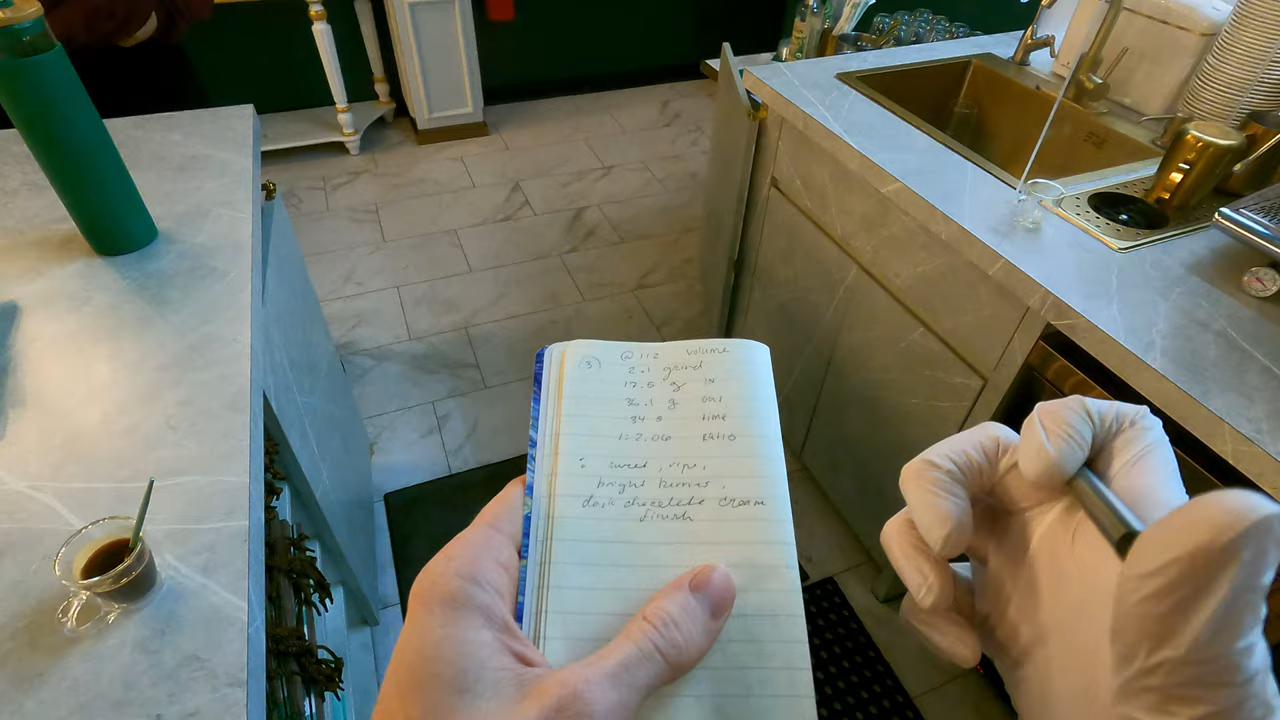 (3) @ 112 volume
2.1 grind
17.5 g IN
36.1 g out
34 s time
1:2.06 RATIO
: sweet, ripe,
bright berries,
dark chocolate cream
finish